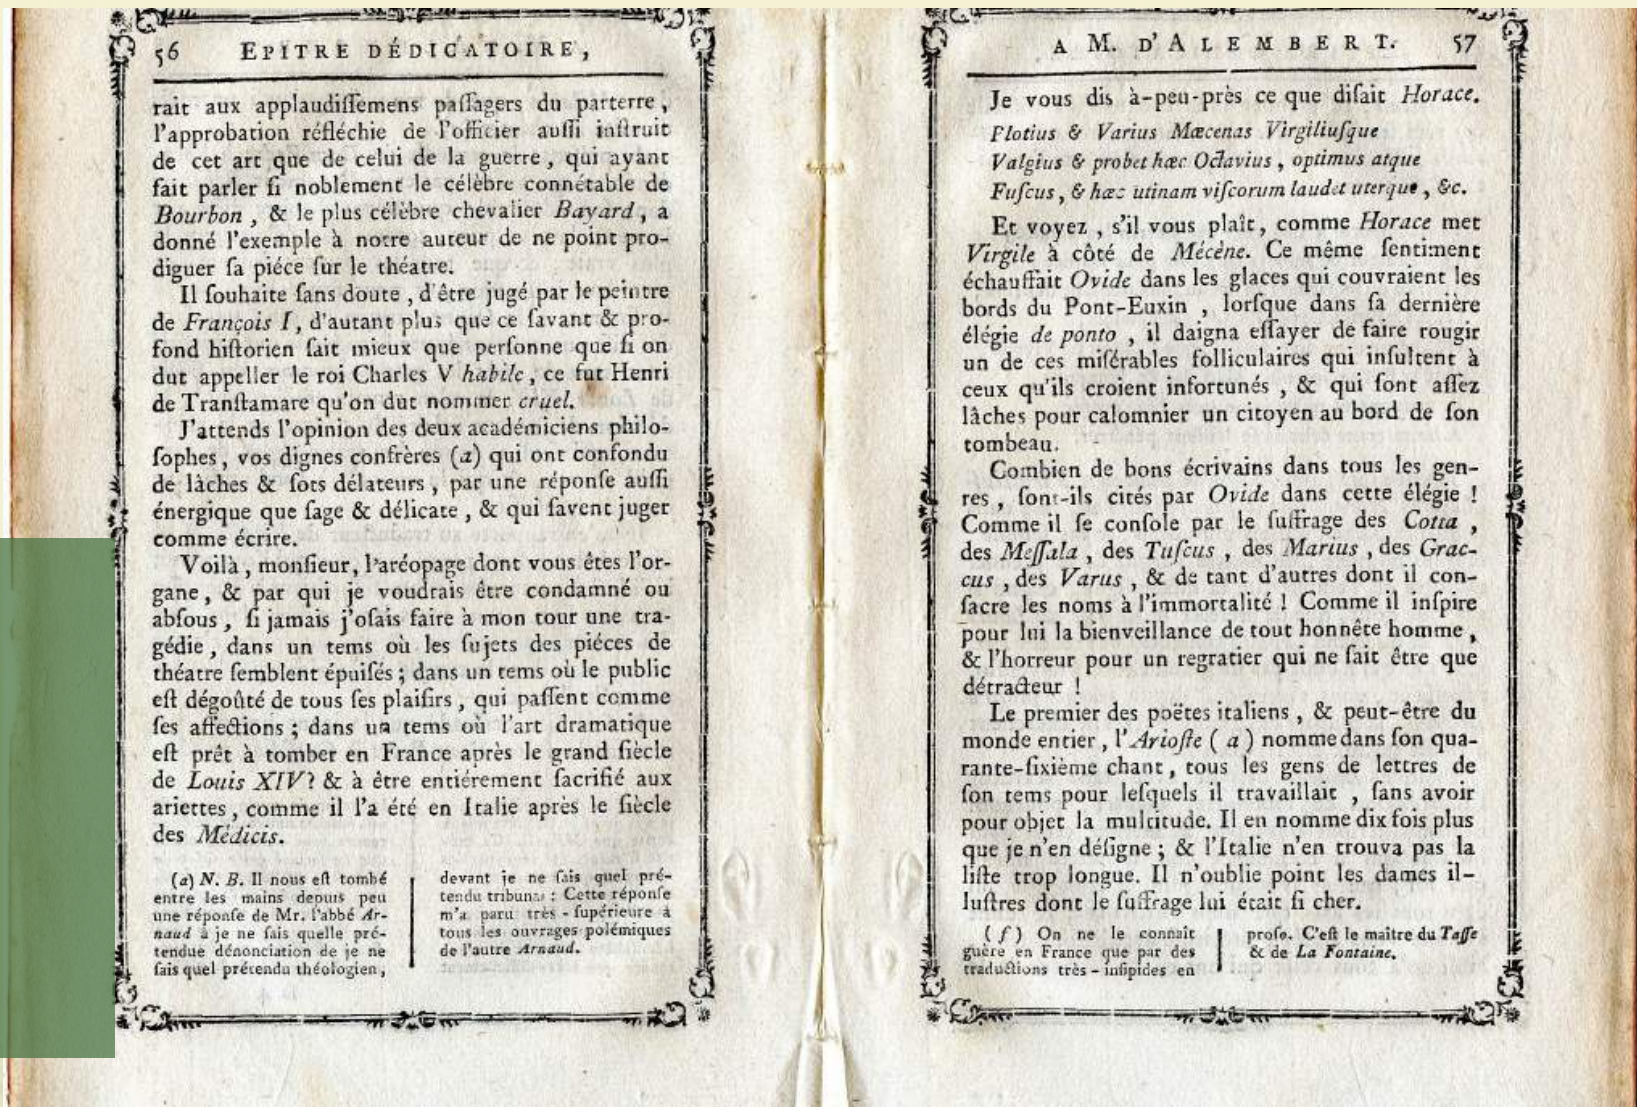 56 EPITRE DÉDICATOIRE,
rait aux applaudiſſemens paſſagers du parterre,
l'approbation réfléchie de l'officier auſſi inſtruit
de cet art que de celui de la guerre, qui ayant
fait parler ſi noblement le célèbre connétable de
Bourbon, & le plus célèbre chevalier Bayard, a
donné l'exemple à notre auteur de ne point pro-
diguer ſa piéce ſur le théatre.
Il ſouhaite ſans doute, d'être jugé par le peintre
de François I, d'autant plus que ce ſavant & pro-
fond hiſtorien ſait mieux que perſonne que ſi on
dut appeller le roi Charles V habile, ce fut Henri
de Tranſtamare qu'on dut nommer cruel.
J'attends l'opinion des deux académiciens philo-
ſophes, vos dignes confrères (a) qui ont confondu
de lâches & ſots délateurs, par une réponſe auſſi
énergique que ſage & délicate, & qui ſavent juger
comme écrire.
Voilà, monſieur, l'aréopage dont vous êtes l'or-
gane, & par qui je voudrais être condamné ou
abſous, ſi jamais j'oſais faire à mon tour une tra-
gédie, dans un tems où les ſujets des piéces de
théatre ſemblent épuiſés; dans un tems où le public
eſt dégoûté de tous ſes plaiſirs, qui paſſent comme
ſes affections; dans un tems où l'art dramatique
eſt prêt à tomber en France après le grand ſiècle
de Louis XIV? & à être entiérement ſacrifié aux
ariettes, comme il l'a été en Italie après le ſiècle
des Médicis.
(a) N. B. Il nous eſt tombé
entre les mains depuis peu
une réponſe de Mr. l'abbé Ar-
naud à je ne ſais quelle pré-
tendue dénonciation de je ne
ſais quel prétendu théologien,
devant je ne ſais quel pré-
tendu tribunal: Cette réponſe
m'a paru très-ſupérieure à
tous les ouvrages polémiques
de l'autre Arnaud.
A M. D'ALEMBERT. 57
Je vous dis à-peu-près ce que diſait Horace.
Plotius & Varius Mæcenas Virgiliuſque
Valgius & probet hæc Octavius, optimus atque
Fuſcus, & hæc utinam viſcorum laudet uterque, &c.
Et voyez, s'il vous plaît, comme Horace met
Virgile à côté de Mécène. Ce même ſentiment
échauffait Ovide dans les glaces qui couvraient les
bords du Pont-Euxin, lorſque dans ſa dernière
élégie de ponto, il daigna eſſayer de faire rougir
un de ces miſérables folliculaires qui inſultent à
ceux qu'ils croient infortunés, & qui ſont aſſez
lâches pour calomnier un citoyen au bord de ſon
tombeau.
Combien de bons écrivains dans tous les gen-
res, ſont-ils cités par Ovide dans cette élégie !
Comme il ſe conſole par le ſuffrage des Cotta,
des Meſſala, des Tuſcus, des Marius, des Grac-
cus, des Varus, & de tant d'autres dont il con-
ſacre les noms à l'immortalité ! Comme il inſpire
pour lui la bienveillance de tout honnête homme,
& l'horreur pour un regratier qui ne ſait être que
détracteur !
Le premier des poëtes italiens, & peut-être du
monde entier, l'Arioſte (a) nomme dans ſon qua-
rante-ſixième chant, tous les gens de lettres de
ſon tems pour leſquels il travaillait, ſans avoir
pour objet la multitude. Il en nomme dix fois plus
que je n'en déſigne; & l'Italie n'en trouva pas la
liſte trop longue. Il n'oublie point les dames il-
luſtres dont le ſuffrage lui était ſi cher.
(f) On ne le connaît
guère en France que par des
traductions très-inſipides en
proſe. C'eſt le maître du Taſſe
& de La Fontaine.